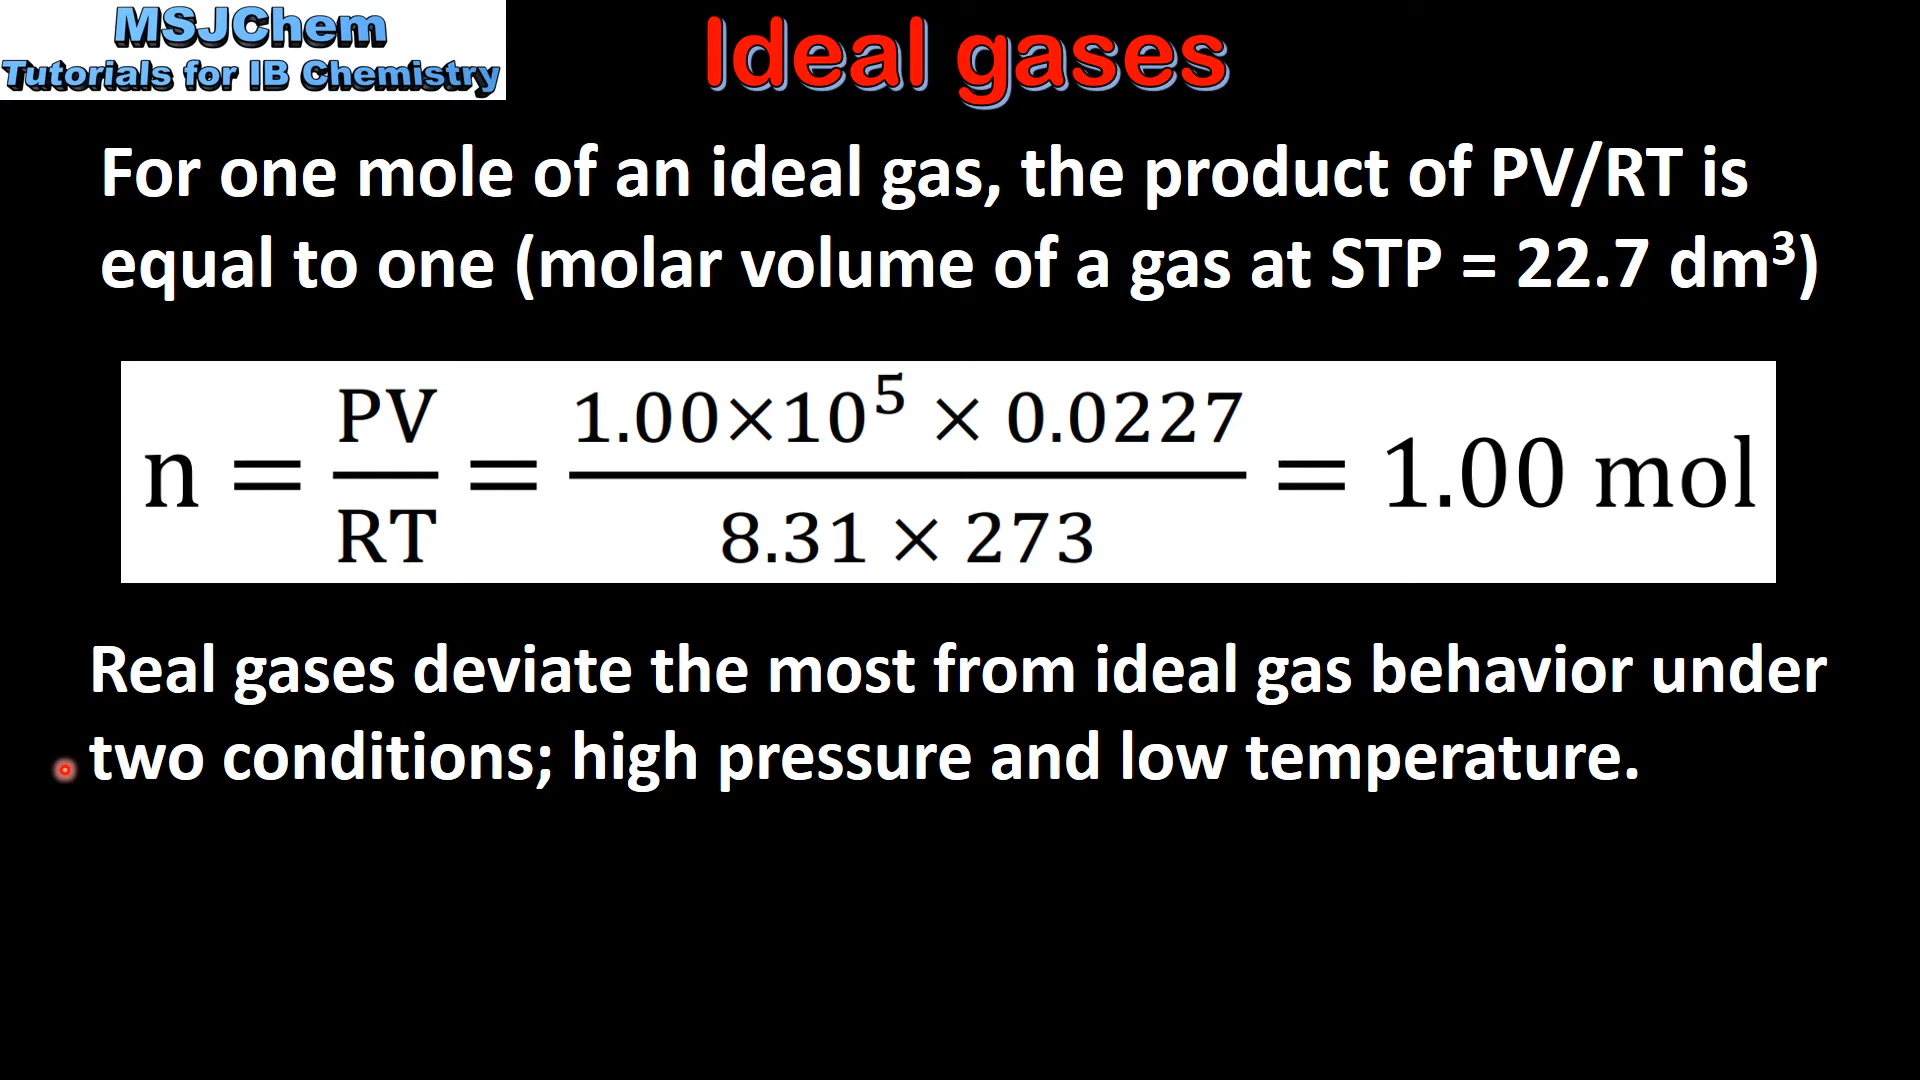 MSJChem
Tutorials for IB Chemistry
Ideal gases
For one mole of an ideal gas, the product of PV/RT is
equal to one (molar volume of a gas at STP = 22.7 dm³)
n = PV/RT = (1.00×10⁵ × 0.0227)/(8.31 × 273) = 1.00 mol
Real gases deviate the most from ideal gas behavior under
two conditions; high pressure and low temperature.